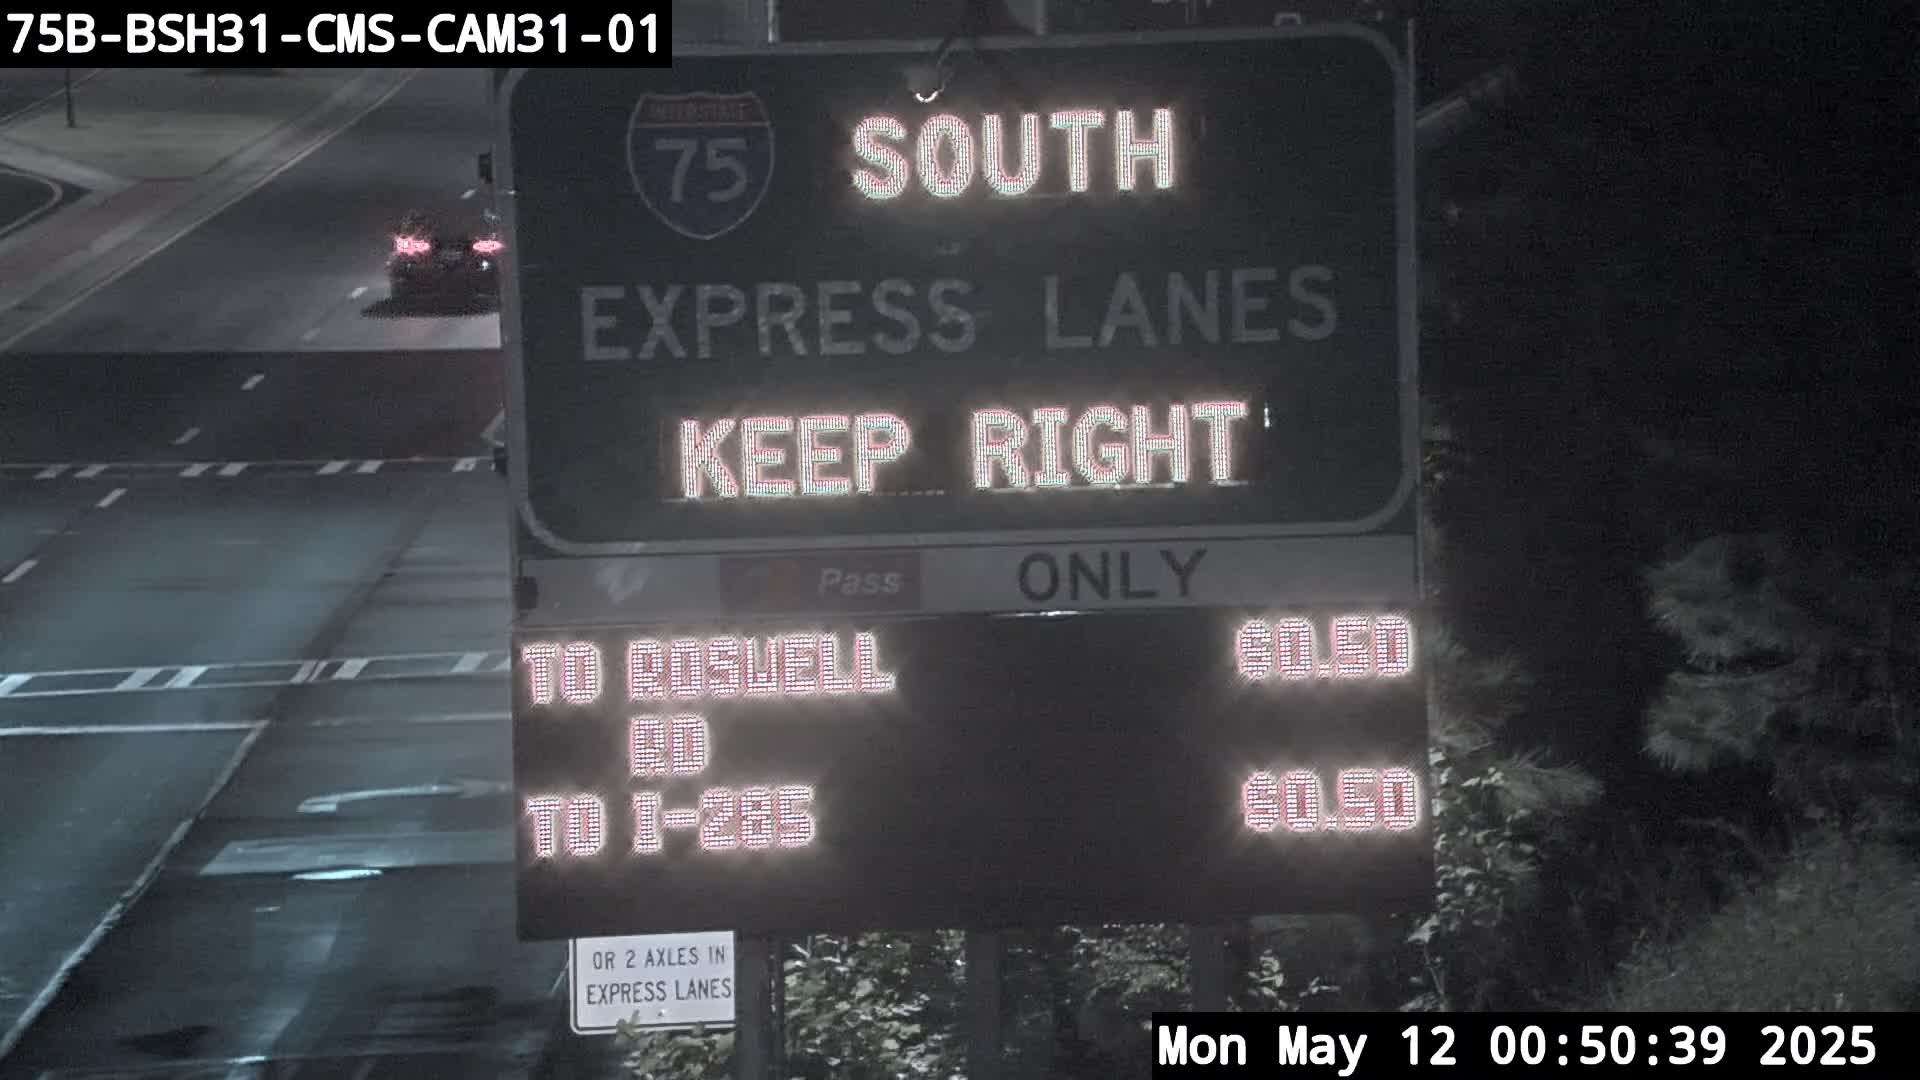 75B-BSH31-CMS-CAM31-01
INTERSTATE
75
SOUTH
EXPRESS LANES
KEEP RIGHT
Pass ONLY
TO ROSWELL $0.50
RD
TO I-285 $0.50
OR 2 AXLES IN
EXPRESS LANES
Mon May 12 00:50:39 2025